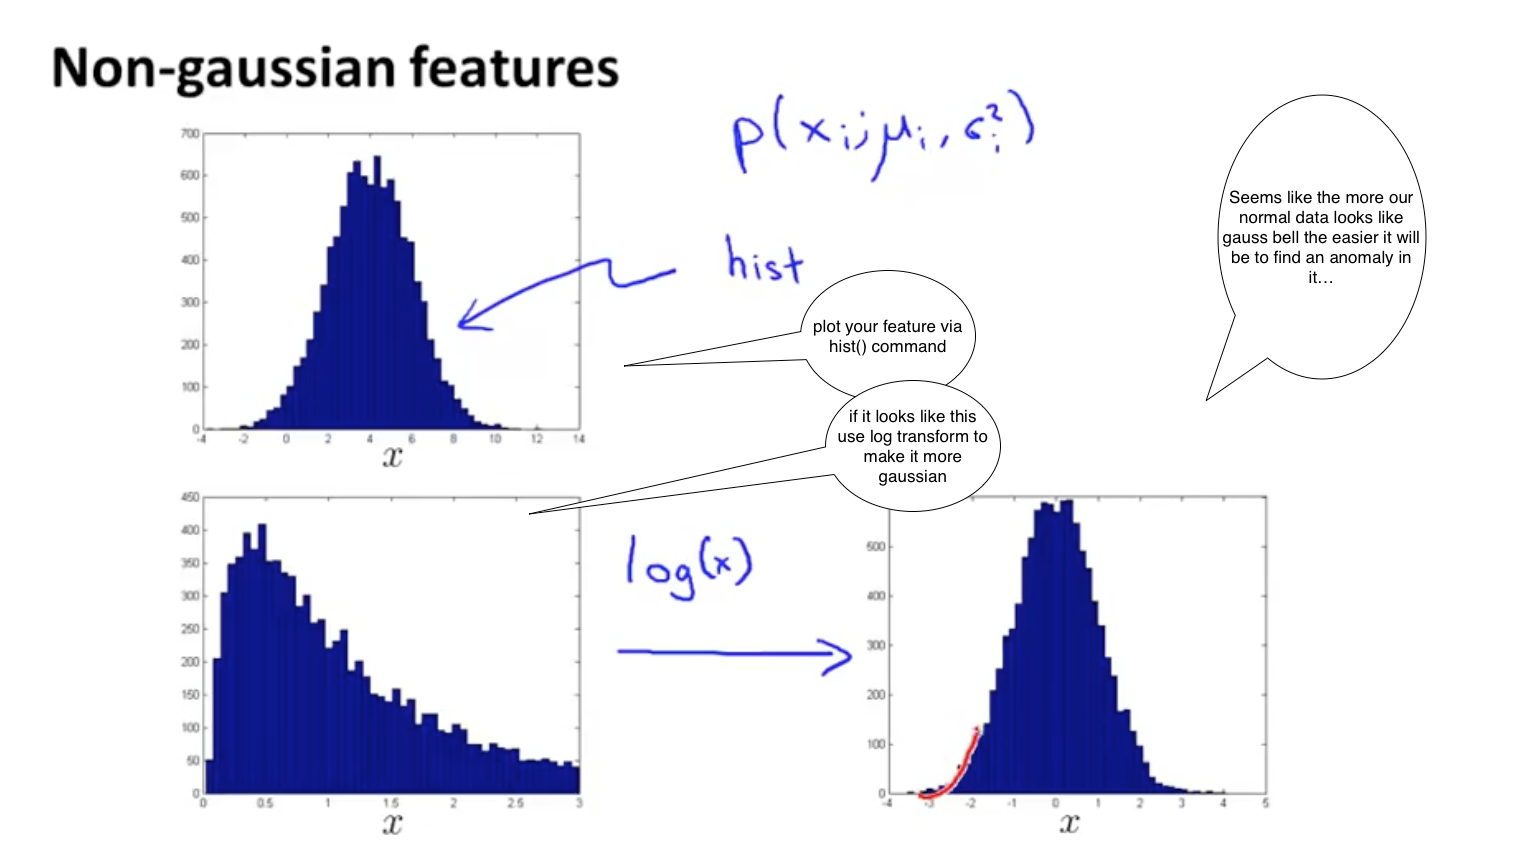 Non-gaussian features
p(x_i; μ_i, σ_i²)
Seems like the more our
normal data looks like
gauss bell the easier it will
be to find an anomaly in
it…
700
600
500
400
300
200
100
0
-4 -2 0 2 4 6 8 10 12 14
x
hist
plot your feature via
hist() command
if it looks like this
use log transform to
make it more
gaussian
450
400
350
300
250
200
150
100
50
0
0 0.5 1 1.5 2 2.5 3
x
log(x)
500
400
300
200
100
0
-4 -3 -2 -1 0 1 2 3 4 5
x